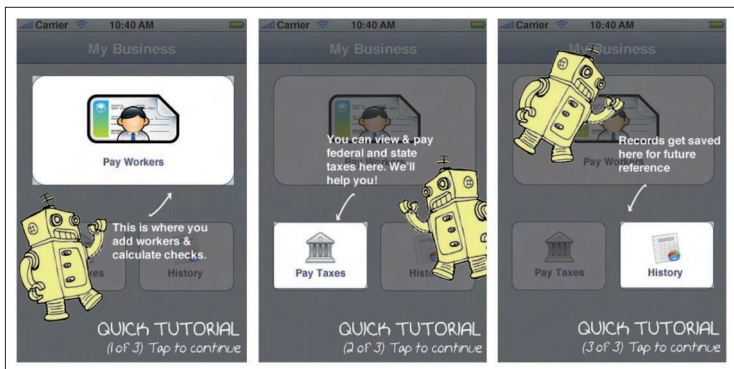 Carrier 10:40 AM
My Business
Pay Workers
This is where you
add workers &
calculate checks.
History
QUICK TUTORIAL
(1 of 3) Tap to continue
Carrier 10:40 AM
My Business
You can view & pay
federal and state
taxes here. We'll
help you!
Pay Taxes
QUICK TUTORIAL
(2 of 3) Tap to continue
Carrier 10:40 AM
My Business
Records get saved
here for future
reference
Pay Workers
Pay Taxes
History
QUICK TUTORIAL
(3 of 3) Tap to continue